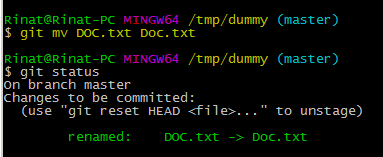 Rinat@Rinat-PC MINGW64 /tmp/dummy (master)
$ git mv DOC.txt Doc.txt
Rinat@Rinat-PC MINGW64 /tmp/dummy (master)
$ git status
On branch master
Changes to be committed:
  (use "git reset HEAD <file>..." to unstage)
        renamed:    DOC.txt -> Doc.txt